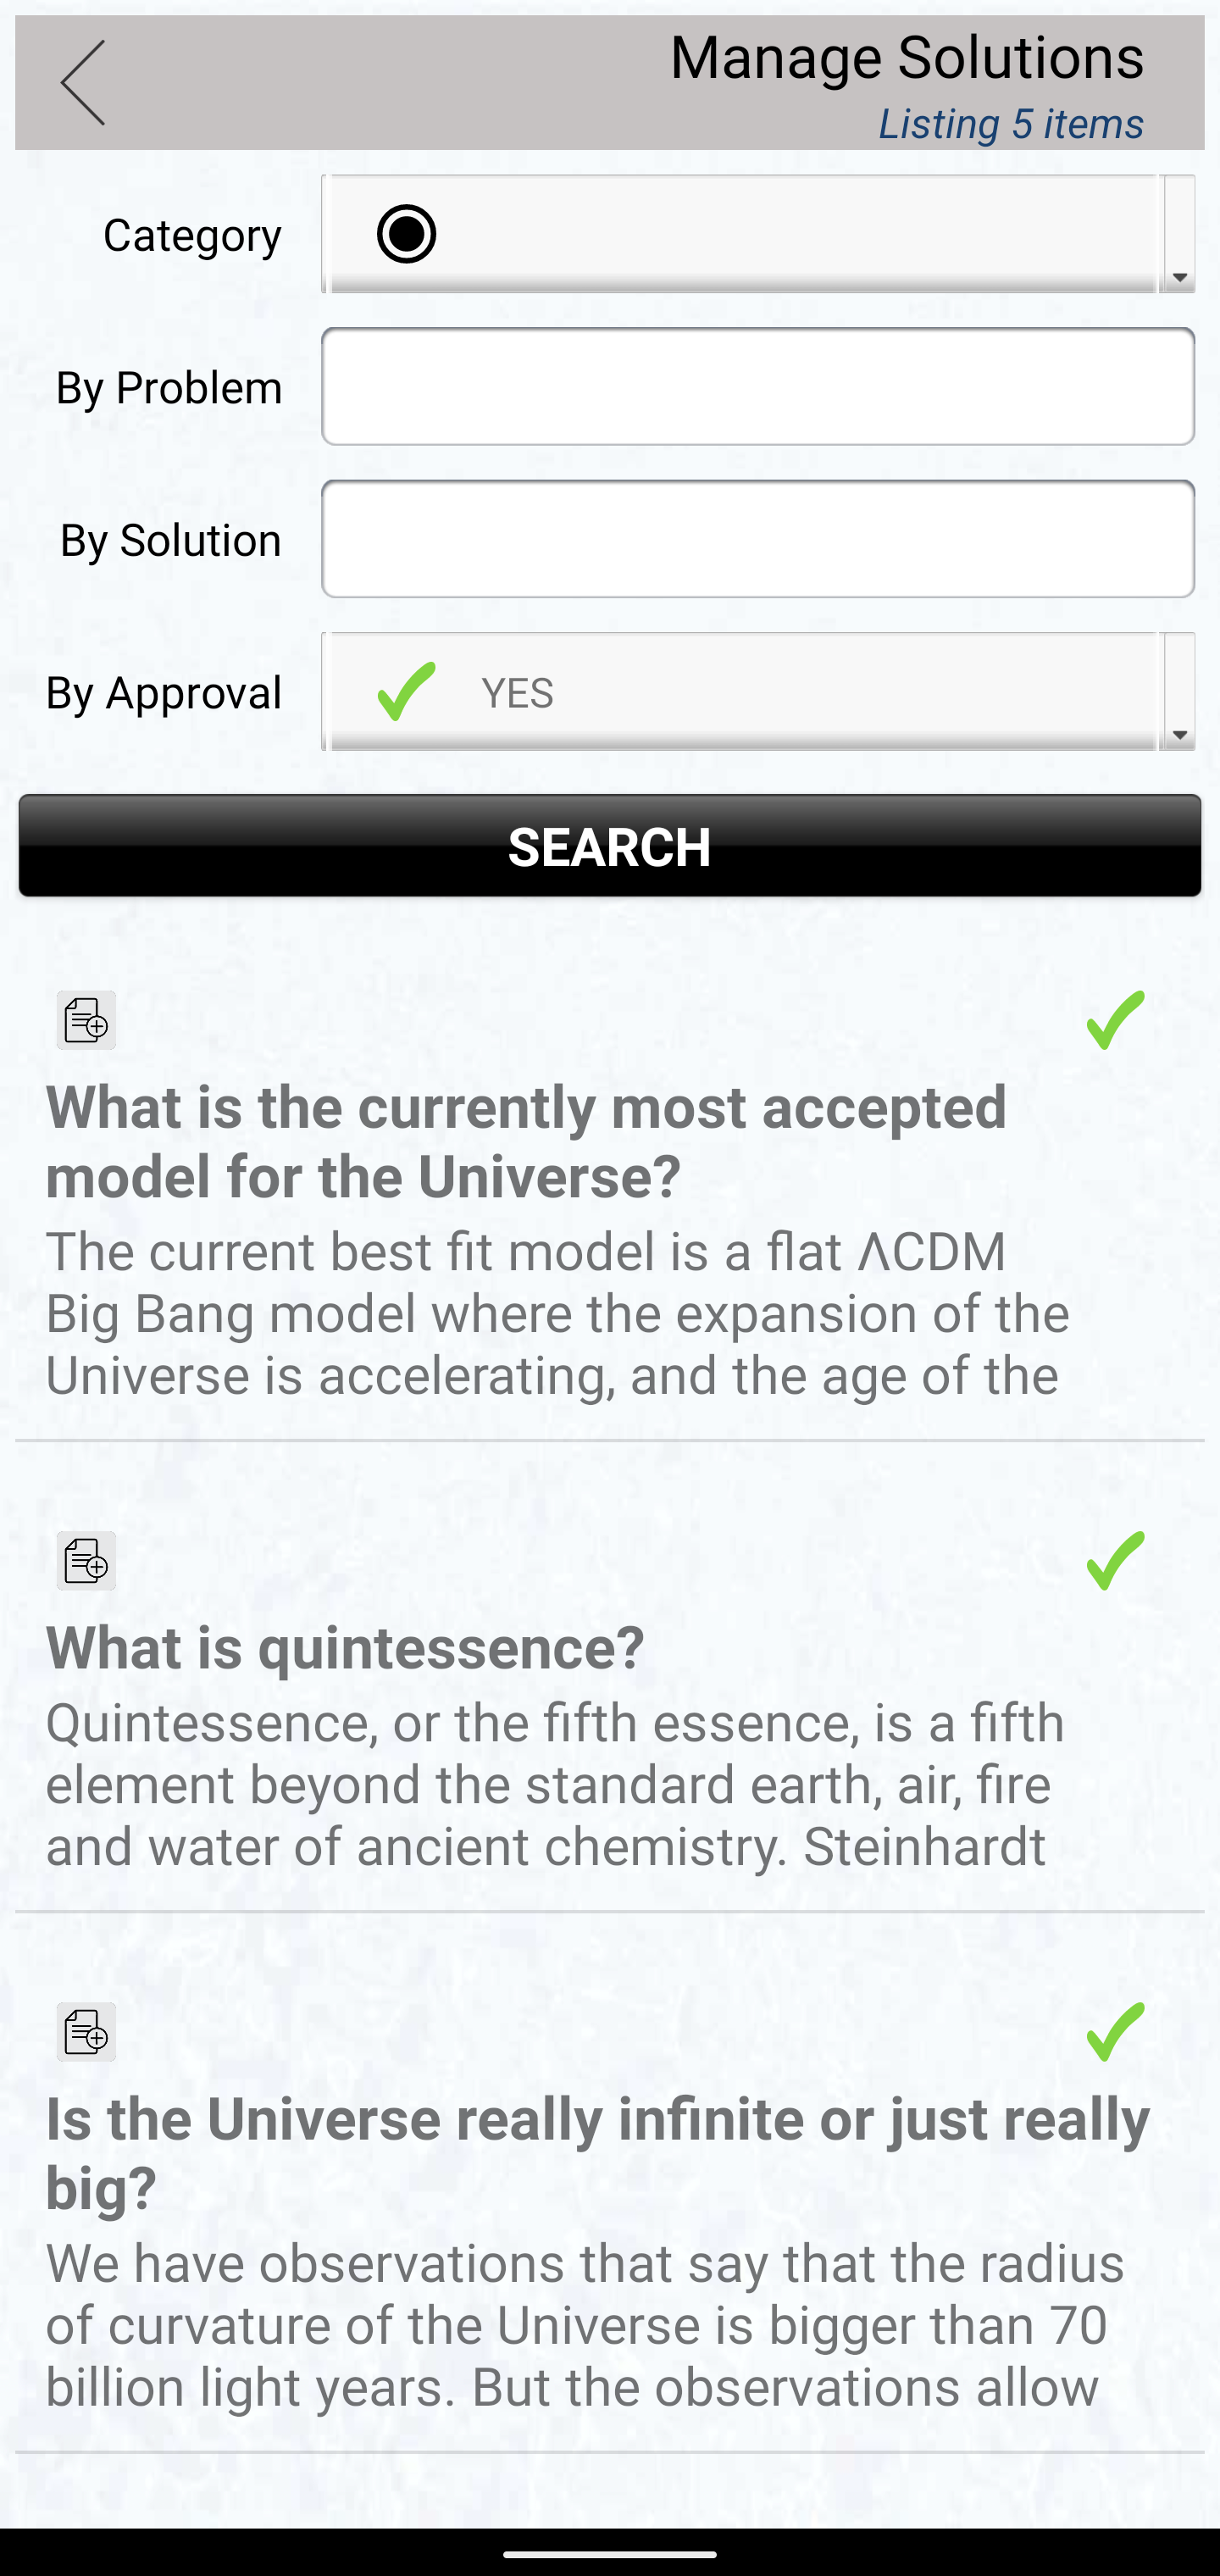 Manage Solutions
Listing 5 items
Category
By Problem
By Solution
By Approval
YES
SEARCH
What is the currently most accepted
model for the Universe?
The current best fit model is a flat ΛCDM
Big Bang model where the expansion of the
Universe is accelerating, and the age of the
What is quintessence?
Quintessence, or the fifth essence, is a fifth
element beyond the standard earth, air, fire
and water of ancient chemistry. Steinhardt
Is the Universe really infinite or just really
big?
We have observations that say that the radius
of curvature of the Universe is bigger than 70
billion light years. But the observations allow